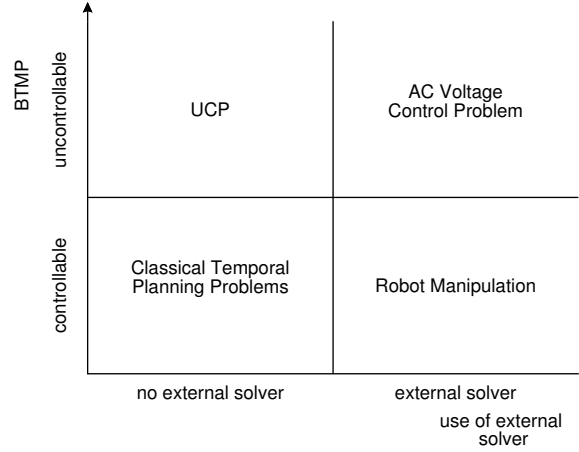 BTMP
uncontrollable
controllable
UCP
AC Voltage
Control Problem
Classical Temporal
Planning Problems
Robot Manipulation
no external solver
external solver
use of external
solver